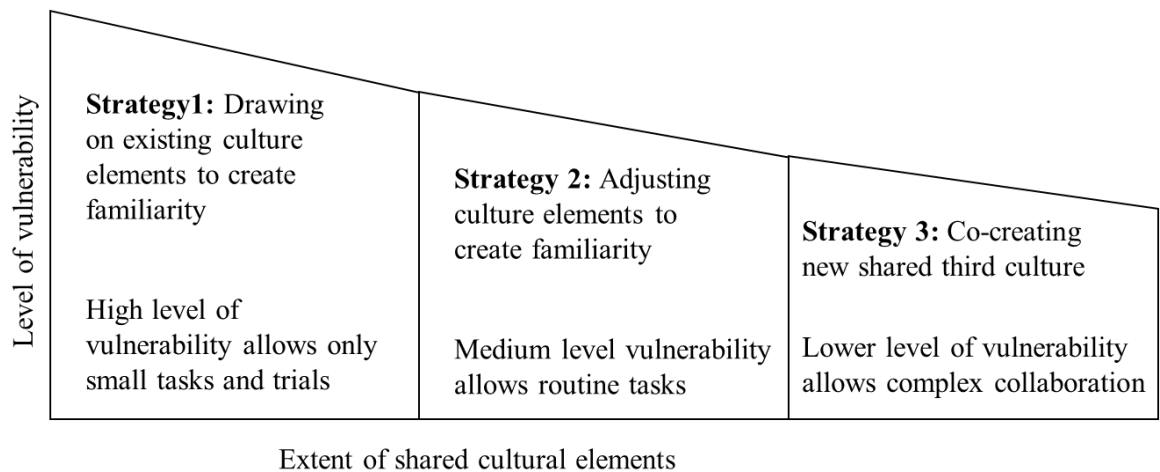 Level of vulnerability
Strategy1: Drawing
on existing culture
elements to create
familiarity
High level of
vulnerability allows only
small tasks and trials
Strategy 2: Adjusting
culture elements to
create familiarity
Medium level vulnerability
allows routine tasks
Strategy 3: Co-creating
new shared third culture
Lower level of vulnerability
allows complex collaboration
Extent of shared cultural elements